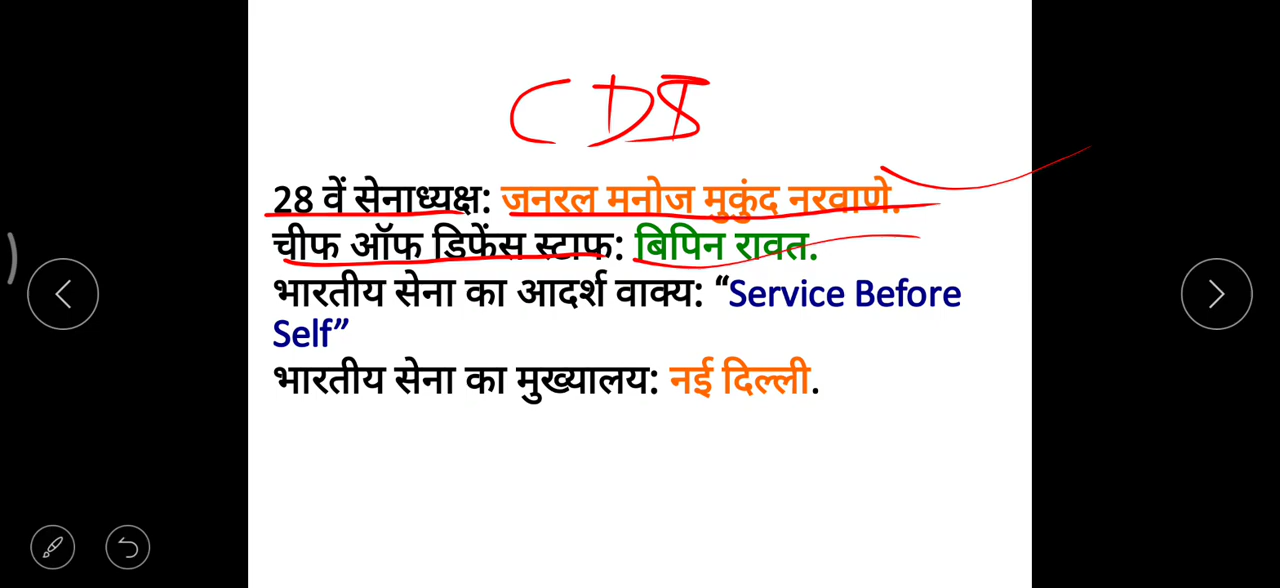 CDS
28 वें सेनाध्यक्ष: जनरल मनोज मुकुंद नरवाणे.
चीफ ऑफ डिफेंस स्टाफ: बिपिन रावत.
भारतीय सेना का आदर्श वाक्य: “Service Before
Self”
भारतीय सेना का मुख्यालय: नई दिल्ली.